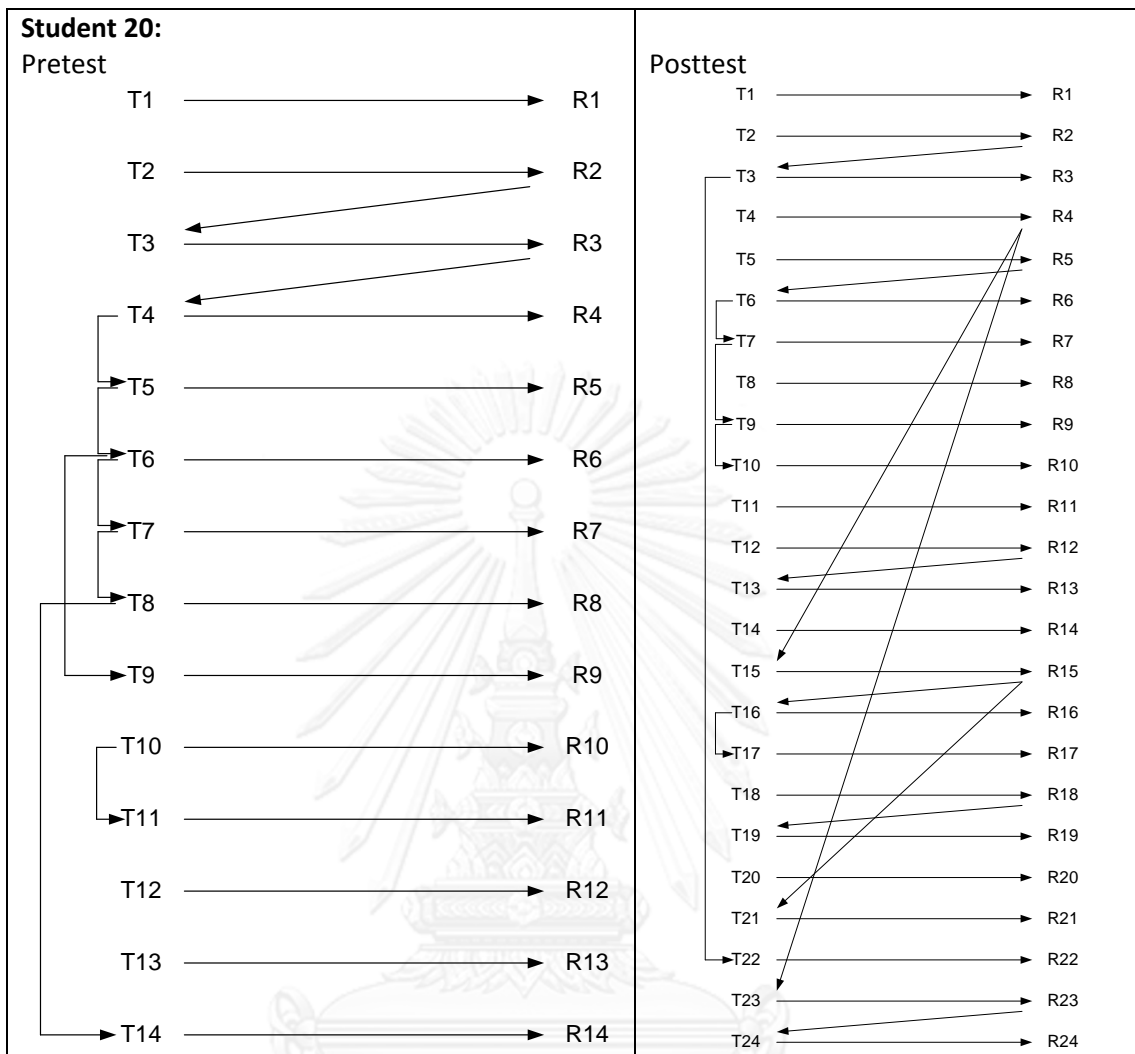 Student 20:
Pretest
T1 R1
T2 R2
T3 R3
T4 R4
T5 R5
T6 R6
T7 R7
T8 R8
T9 R9
T10 R10
T11 R11
T12 R12
T13 R13
T14 R14
Posttest
T1 R1
T2 R2
T3 R3
T4 R4
T5 R5
T6 R6
T7 R7
T8 R8
T9 R9
T10 R10
T11 R11
T12 R12
T13 R13
T14 R14
T15 R15
T16 R16
T17 R17
T18 R18
T19 R19
T20 R20
T21 R21
T22 R22
T23 R23
T24 R24